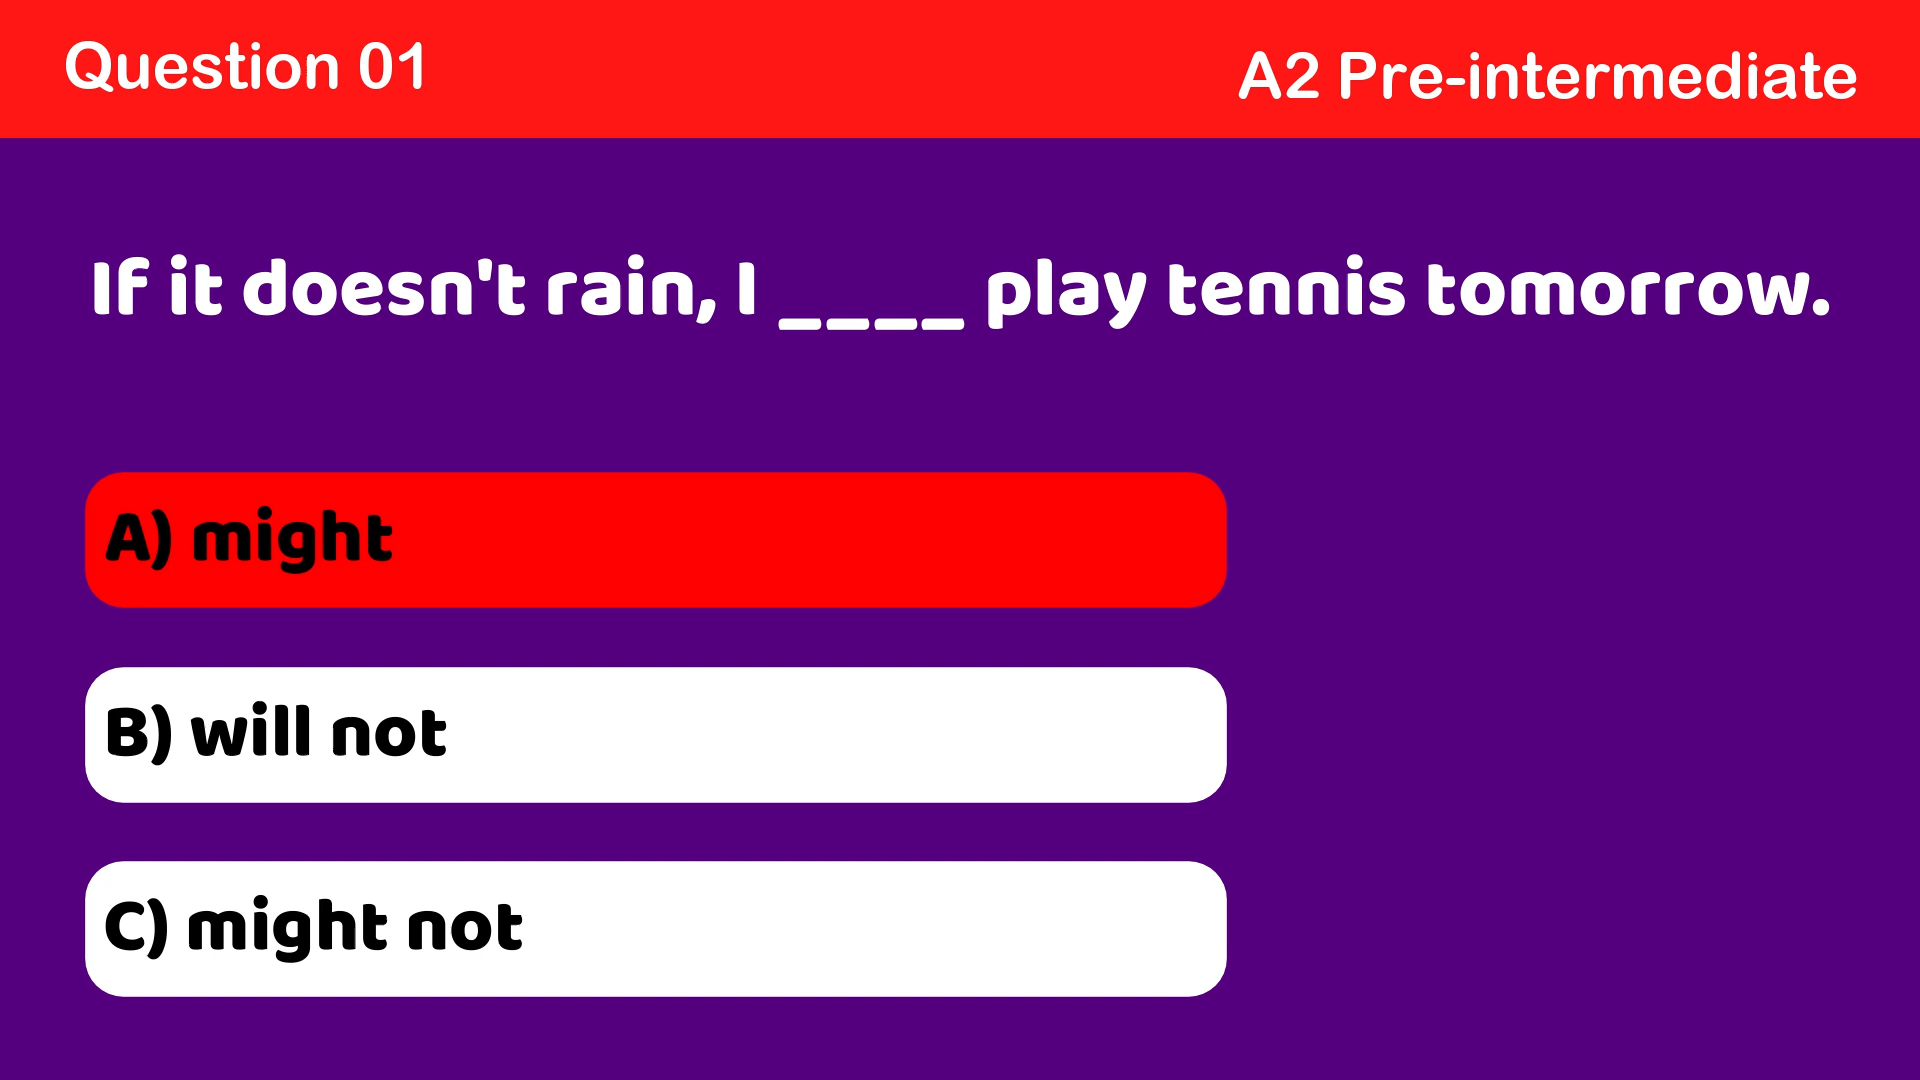 Question 01
A2 Pre-intermediate
If it doesn't rain, I ____ play tennis tomorrow.
A) might
B) will not
C) might not